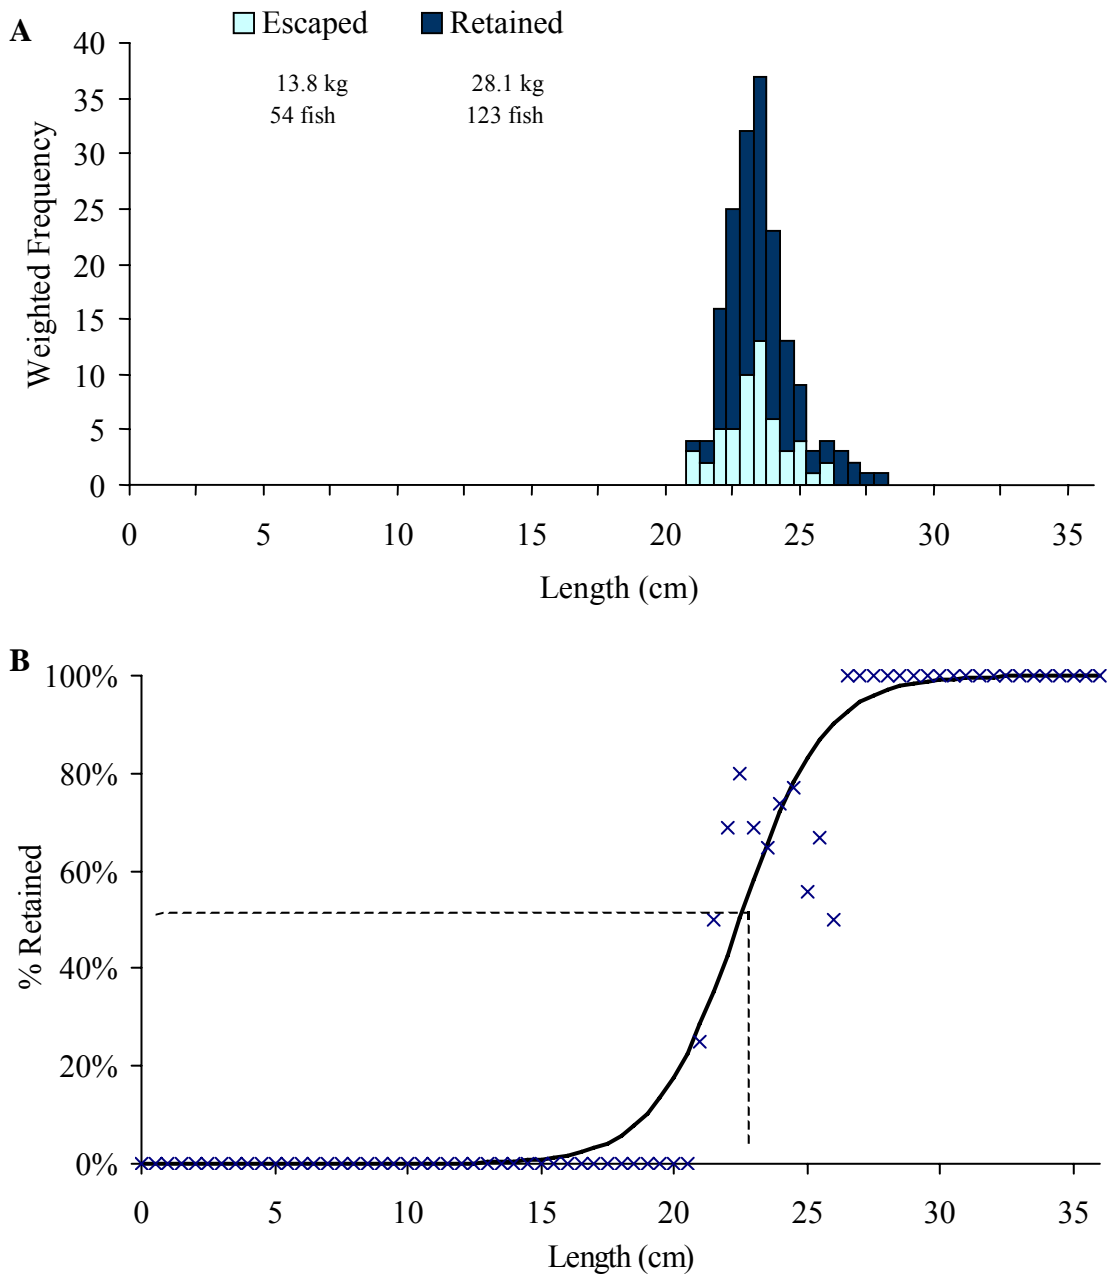 A
Escaped Retained
13.8 kg 28.1 kg
54 fish 123 fish
40
35
30
25
20
15
10
5
0
Weighted Frequency
0 5 10 15 20 25 30 35
Length (cm)
B
100%
80%
60%
40%
20%
0%
% Retained
0 5 10 15 20 25 30 35
Length (cm)